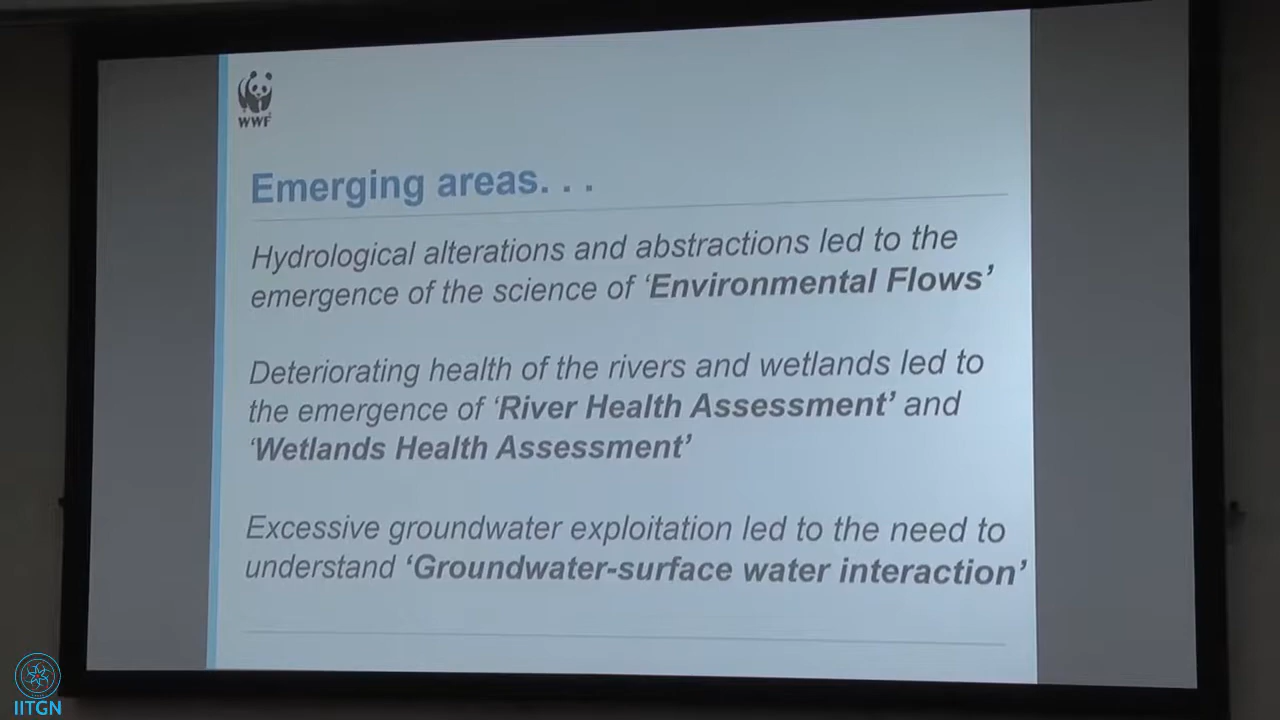 WWF
Emerging areas. . .
Hydrological alterations and abstractions led to the
emergence of the science of ‘Environmental Flows’
Deteriorating health of the rivers and wetlands led to
the emergence of ‘River Health Assessment’ and
‘Wetlands Health Assessment’
Excessive groundwater exploitation led to the need to
understand ‘Groundwater-surface water interaction’
IITGN